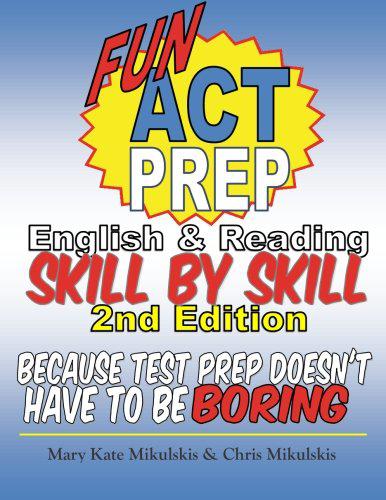 FUN
ACT
PREP
English & Reading
SKILL BY SKILL
2nd Edition
BECAUSE TEST PREP DOESN'T
HAVE TO BE BORING
Mary Kate Mikulskis & Chris Mikulskis